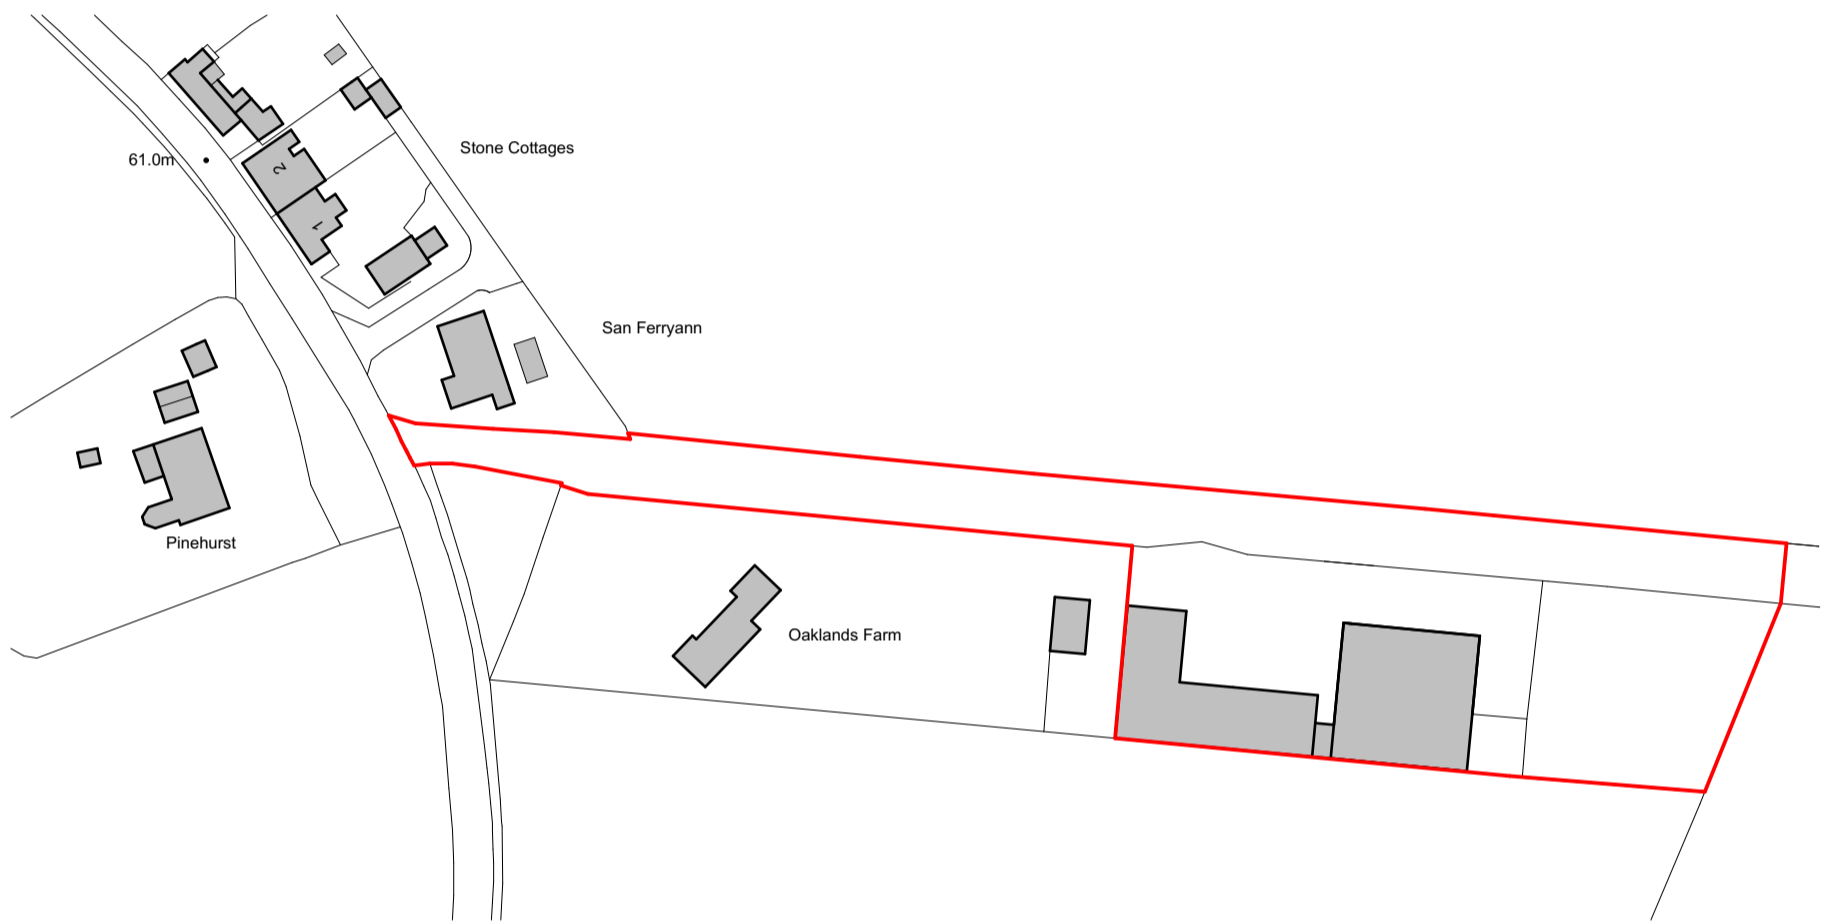 Stone Cottages
61.0m
2
1
San Ferryann
Pinehurst
Oaklands Farm